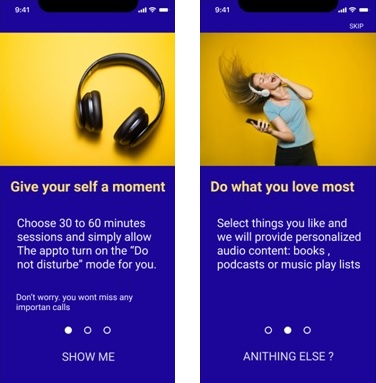 9:41
Give your self a moment
Choose 30 to 60 minutes
sessions and simply allow
The appto turn on the “Do
not disturbe” mode for you.
Don't worry. you wont miss any
importan calls
SHOW ME
9:41
SKIP
Do what you love most
Select things you like and
we will provide personalized
audio content: books ,
podcasts or music play lists
ANITHING ELSE ?